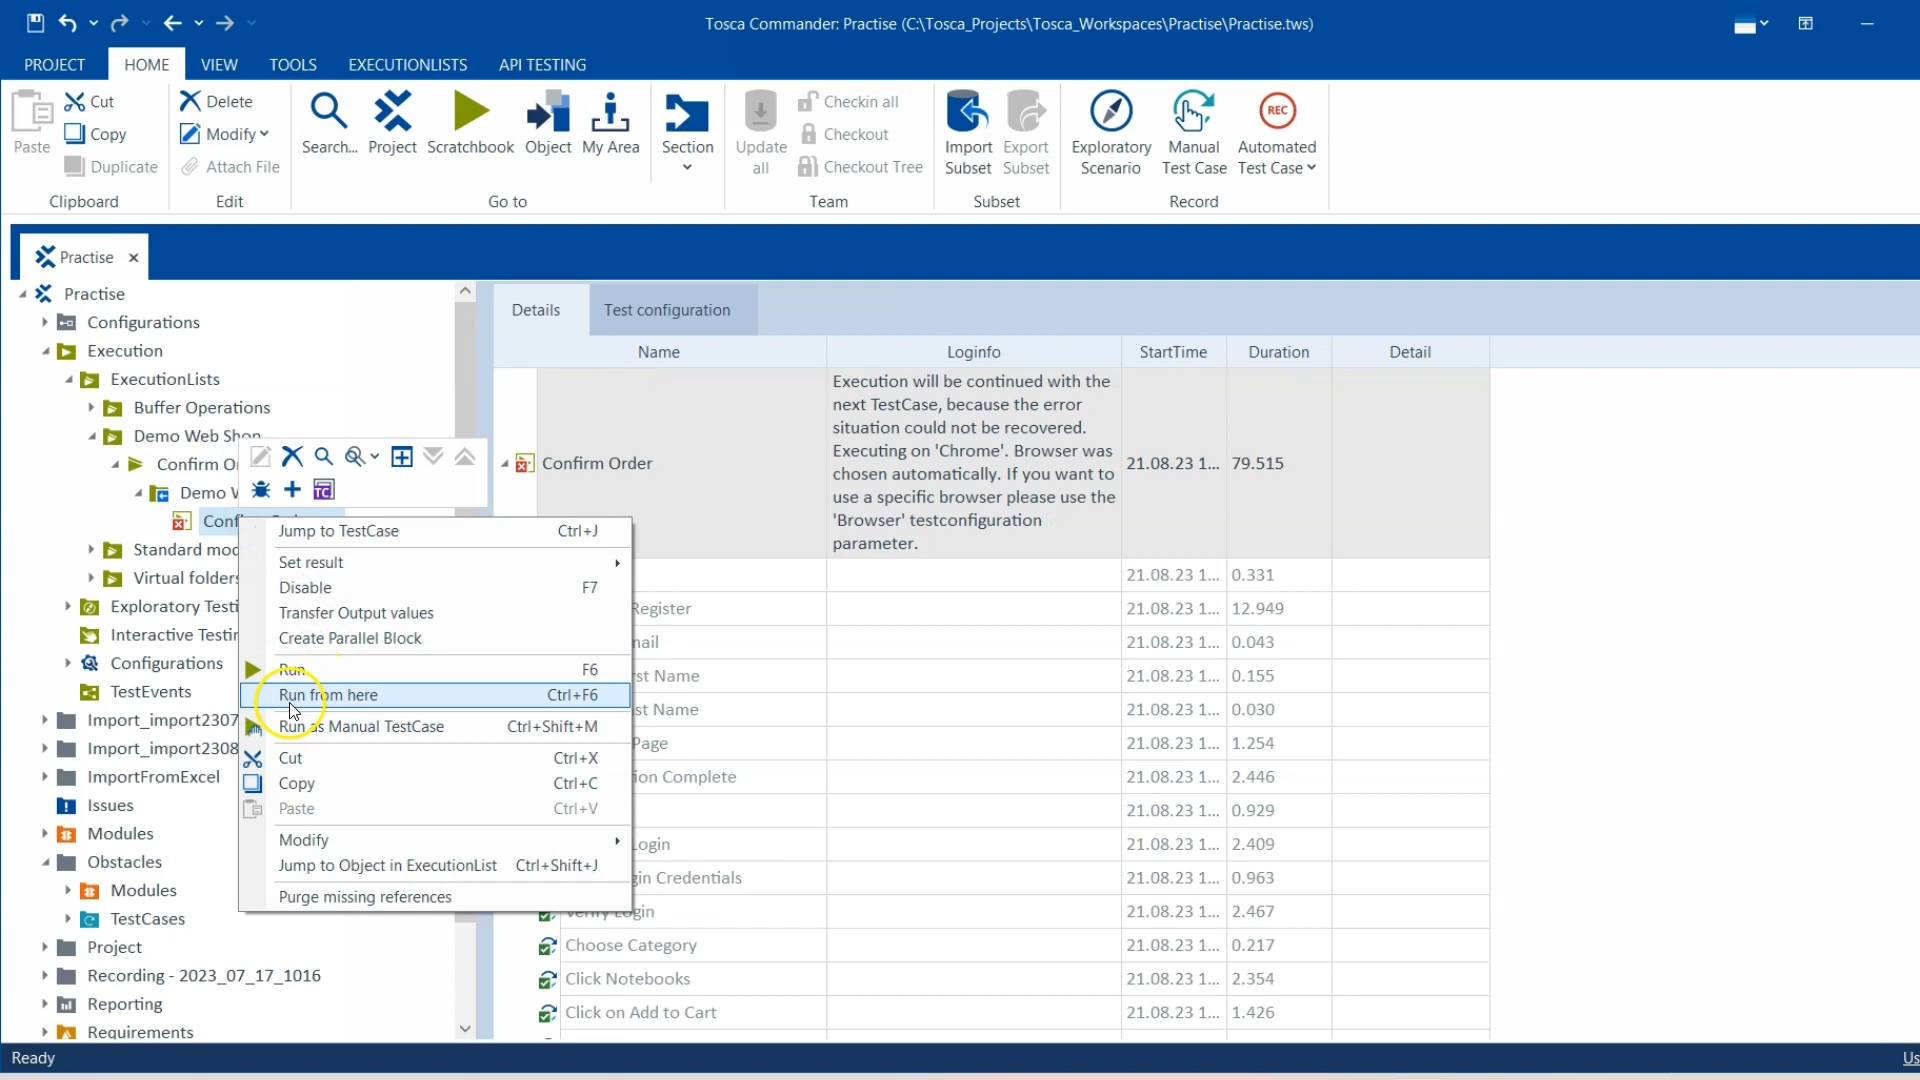 Tosca Commander: Practise (C:\Tosca_Projects\Tosca_Workspaces\Practise\Practise.tws)
PROJECT HOME VIEW TOOLS EXECUTIONLISTS API TESTING
Paste
Cut
Copy
Duplicate
Clipboard
Delete
Modify
Attach File
Edit
Search...
Project
Scratchbook
Object
My Area
Go to
Section
Update
all
Checkin all
Checkout
Checkout Tree
Team
Import
Subset
Export
Subset
Subset
Exploratory
Scenario
Manual
Test Case
REC
Automated
Test Case
Record
Practise
Practise
Configurations
Execution
ExecutionLists
Buffer Operations
Demo Web Shop
Confirm O
Demo W
Conf
Standard mod
Virtual folders
Exploratory Testi
Interactive Testin
Configurations
TestEvents
Import_import2307
Import_import2308
ImportFromExcel
Issues
Modules
Obstacles
Modules
TestCases
Project
Recording - 2023_07_17_1016
Reporting
Requirements
TC
Jump to TestCase Ctrl+J
Set result
Disable F7
Transfer Output values
Create Parallel Block
Run F6
Run from here Ctrl+F6
Run as Manual TestCase Ctrl+Shift+M
Cut Ctrl+X
Copy Ctrl+C
Paste Ctrl+V
Modify
Jump to Object in ExecutionList Ctrl+Shift+J
Purge missing references
Details Test configuration
Name Loginfo StartTime Duration Detail
Confirm Order
Execution will be continued with the
next TestCase, because the error
situation could not be recovered.
Executing on 'Chrome'. Browser was
chosen automatically. If you want to
use a specific browser please use the
'Browser' testconfiguration
parameter.
21.08.23 1... 79.515
21.08.23 1... 0.331
Register 21.08.23 1... 12.949
mail 21.08.23 1... 0.043
rst Name 21.08.23 1... 0.155
st Name 21.08.23 1... 0.030
Page 21.08.23 1... 1.254
ion Complete 21.08.23 1... 2.446
21.08.23 1... 0.929
Login 21.08.23 1... 2.409
gin Credentials 21.08.23 1... 0.963
Verify Login 21.08.23 1... 2.467
Choose Category 21.08.23 1... 0.217
Click Notebooks 21.08.23 1... 2.354
Click on Add to Cart 21.08.23 1... 1.426
Ready
Us